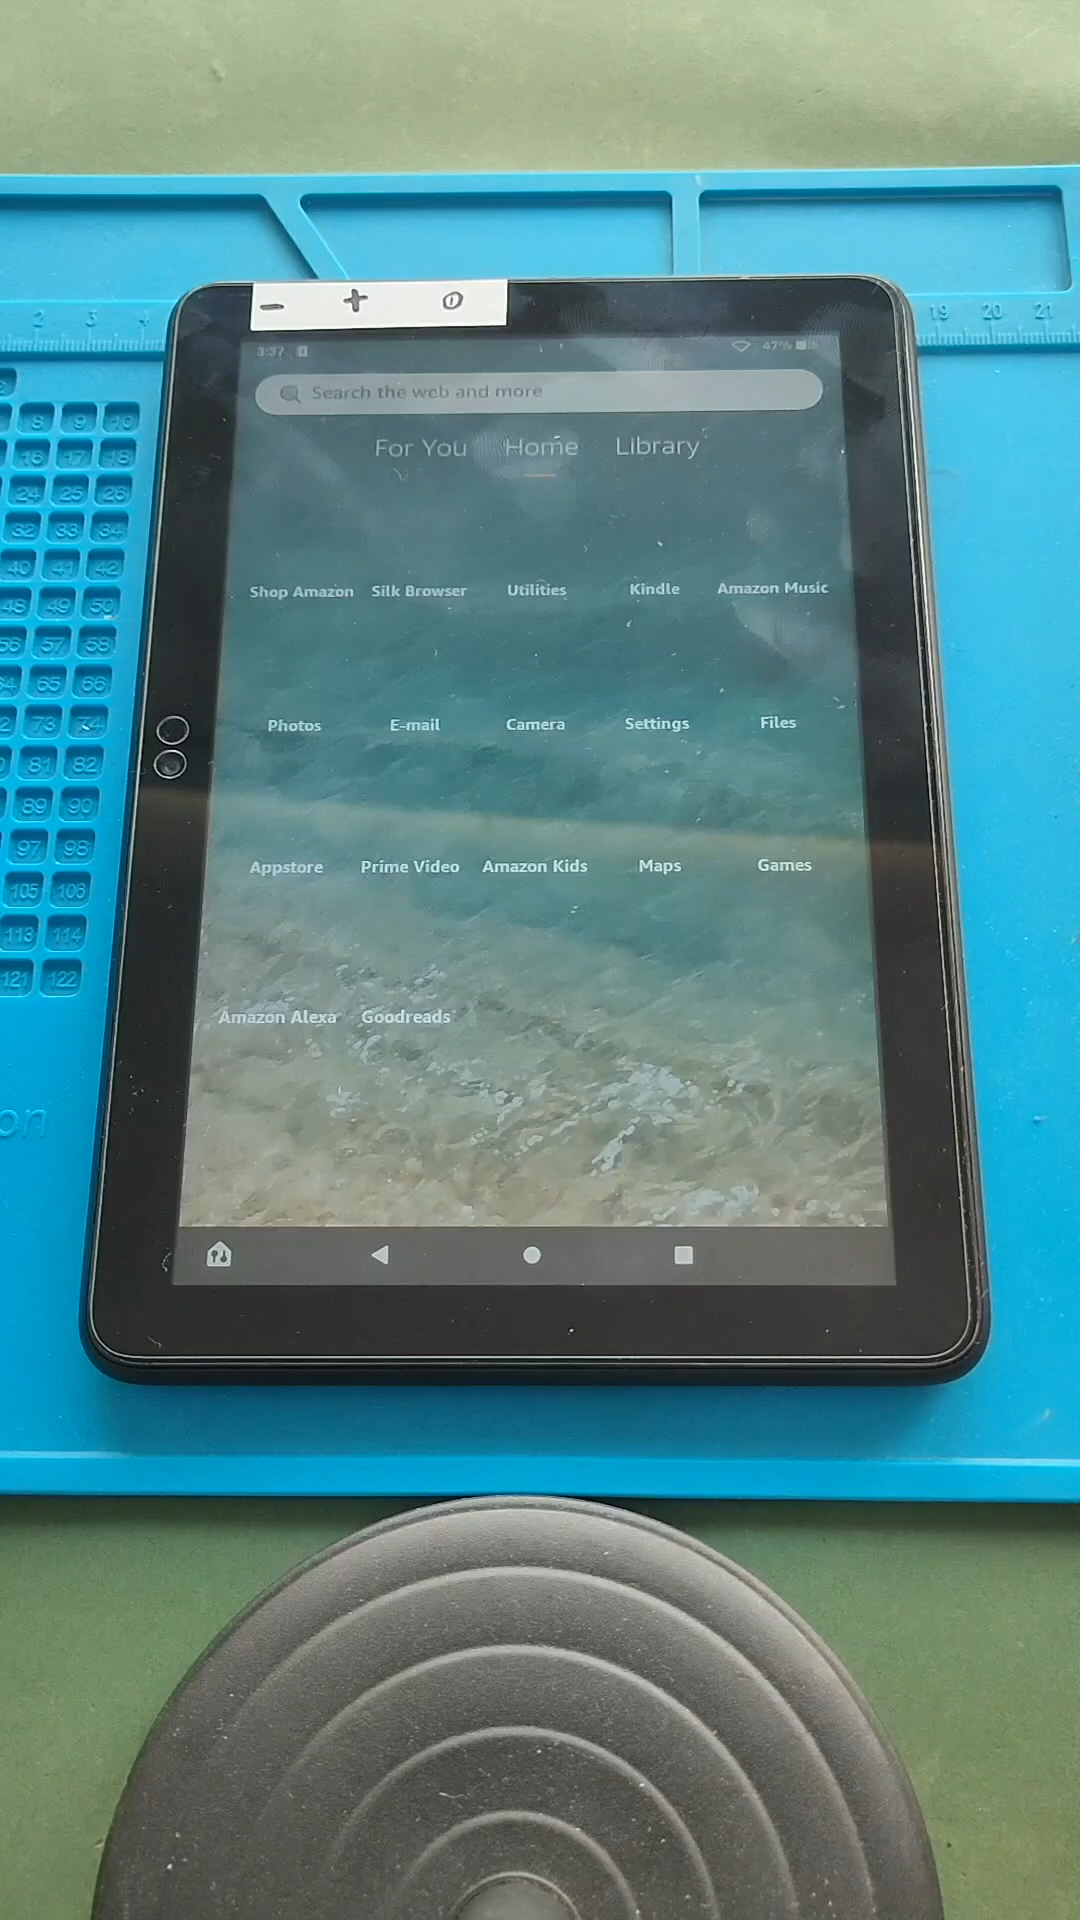 - + 0
2 3 4 19 20 21
3:37 47%
Search the web and more
For You Home Library
8 9 10
16 17 18
24 25 26
Shop Amazon Silk Browser Utilities Kindle Amazon Music
32 33 34
40 41 42
48 49 50
56 57 58
65 66
Photos E-mail Camera Settings Files
73 74
81 82
89 90
97 98
Appstore Prime Video Amazon Kids Maps Games
105 106
113 114
121 122
Amazon Alexa Goodreads
on